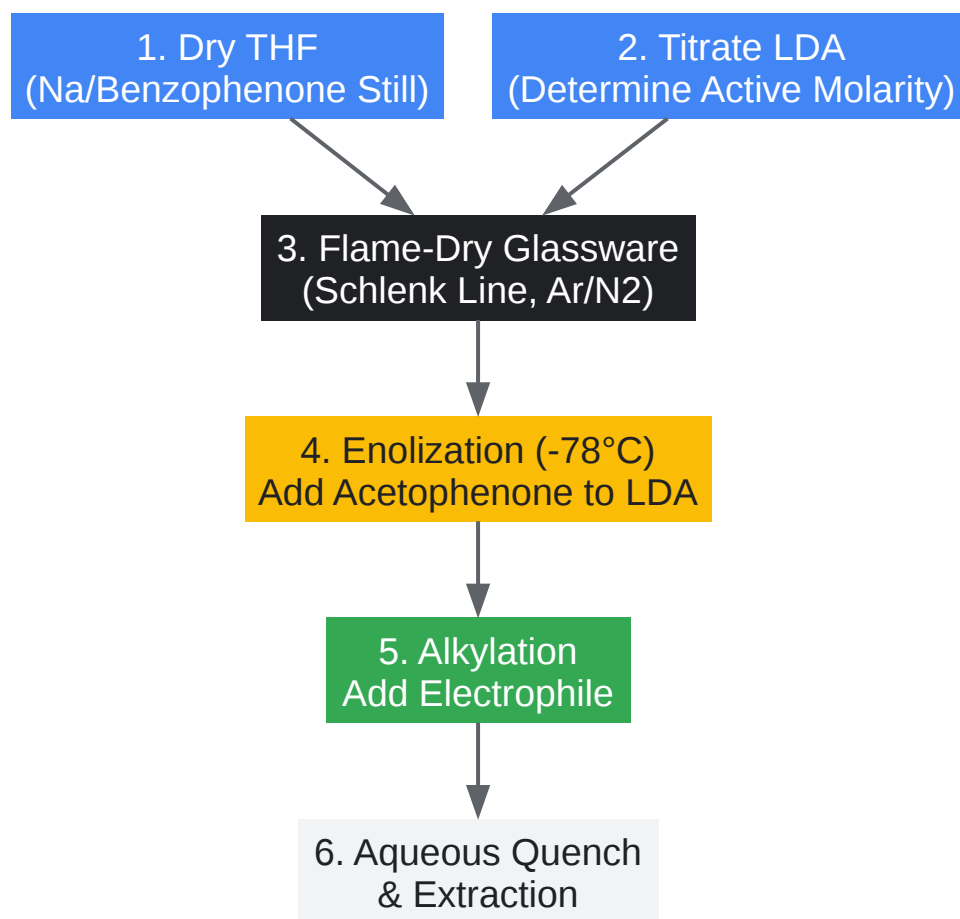 1. Dry THF
(Na/Benzophenone Still)
2. Titrate LDA
(Determine Active Molarity)
3. Flame-Dry Glassware
(Schlenk Line, Ar/N2)
4. Enolization (-78°C)
Add Acetophenone to LDA
5. Alkylation
Add Electrophile
6. Aqueous Quench
& Extraction